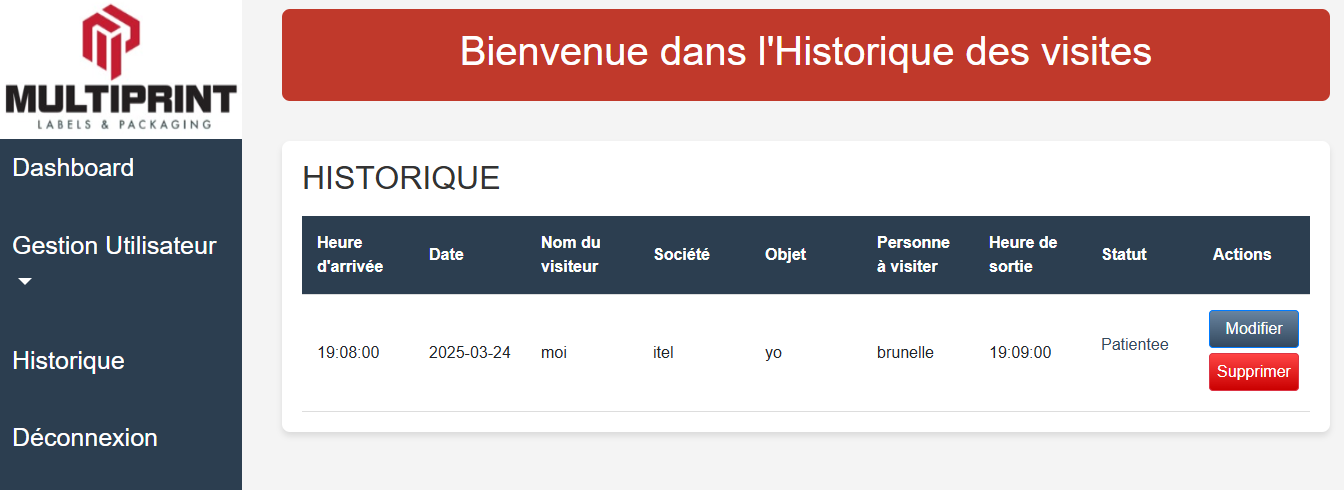 MULTIPRINT
LABELS & PACKAGING
Dashboard
Gestion Utilisateur
Historique
Déconnexion
Bienvenue dans l'Historique des visites
HISTORIQUE
Heure d'arrivée Date Nom du visiteur Société Objet Personne à visiter Heure de sortie Statut Actions
19:08:00 2025-03-24 moi itel yo brunelle 19:09:00 Patientee Modifier
Supprimer